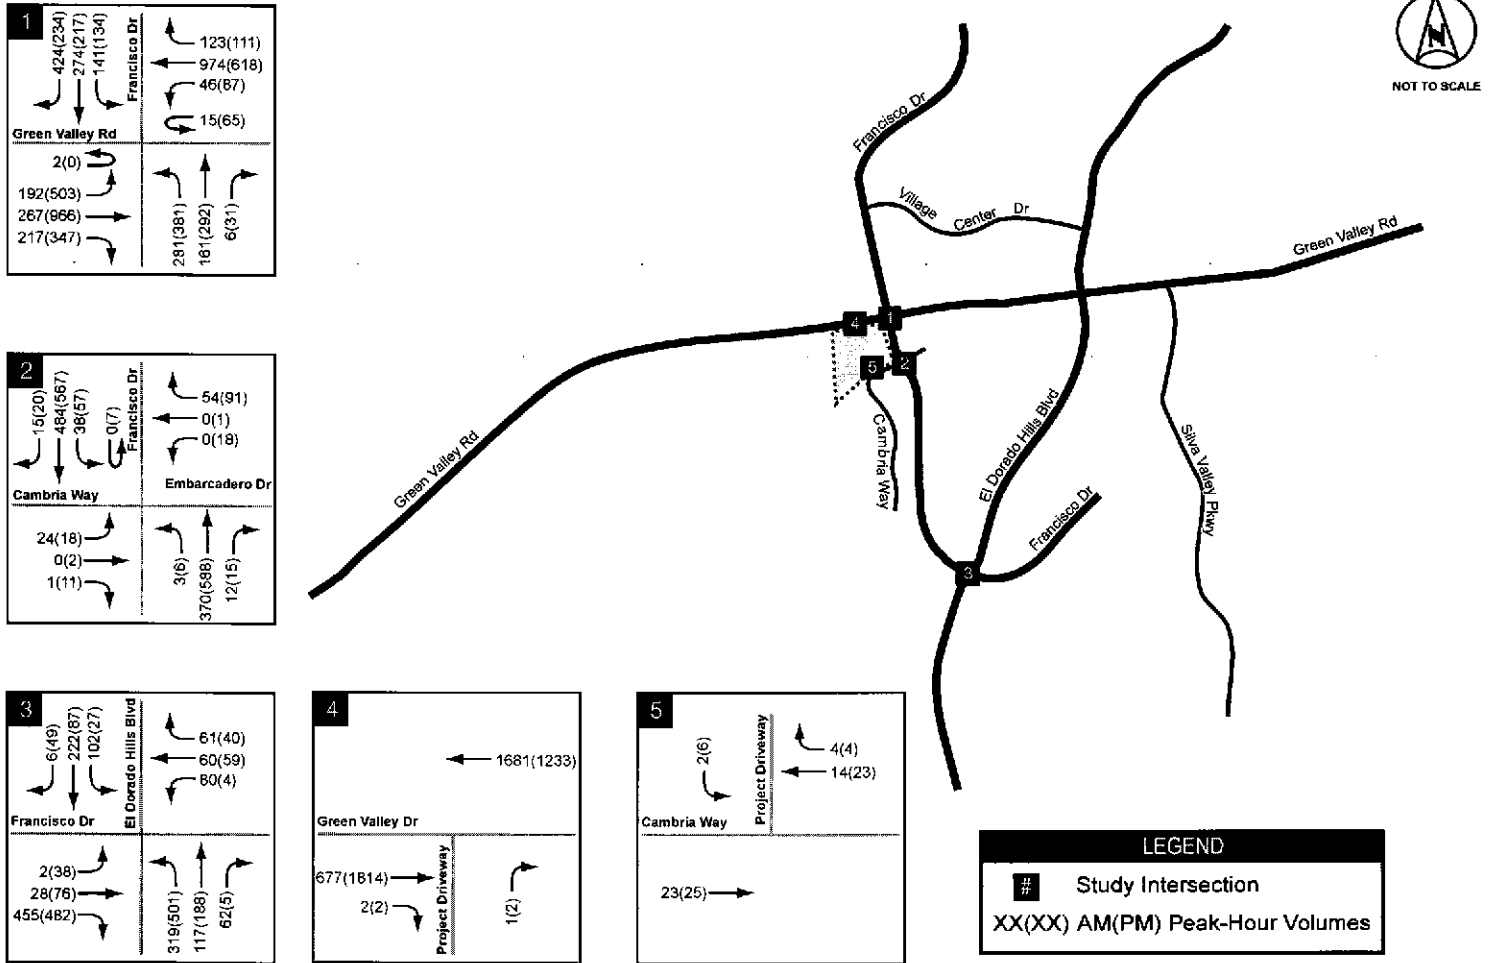 1
424(234)
274(217)
141(134)
Francisco Dr
123(111)
974(618)
46(87)
15(65)
Green Valley Rd
2(0)
192(503)
267(966)
217(347)
281(381)
161(292)
6(31)
2
15(20)
484(567)
38(57)
0(7)
Francisco Dr
54(91)
0(1)
0(18)
Cambria Way
Embarcadero Dr
24(18)
0(2)
1(11)
3(6)
370(588)
12(15)
3
6(49)
222(87)
102(27)
El Dorado Hills Blvd
61(40)
60(59)
80(4)
Francisco Dr
2(38)
28(76)
455(482)
319(501)
117(188)
62(5)
4
1681(1233)
Green Valley Dr
677(1814)
2(2)
Project Driveway
1(2)
5
2(6)
Project Driveway
4(4)
14(23)
Cambria Way
23(25)
N
NOT TO SCALE
Francisco Dr
Village Center Dr
Green Valley Rd
4
1
5
2
Cambria Way
Green Valley Rd
El Dorado Hills Blvd
Silva Valley Pkwy
Francisco Dr
3
LEGEND
# Study Intersection
XX(XX) AM(PM) Peak-Hour Volumes